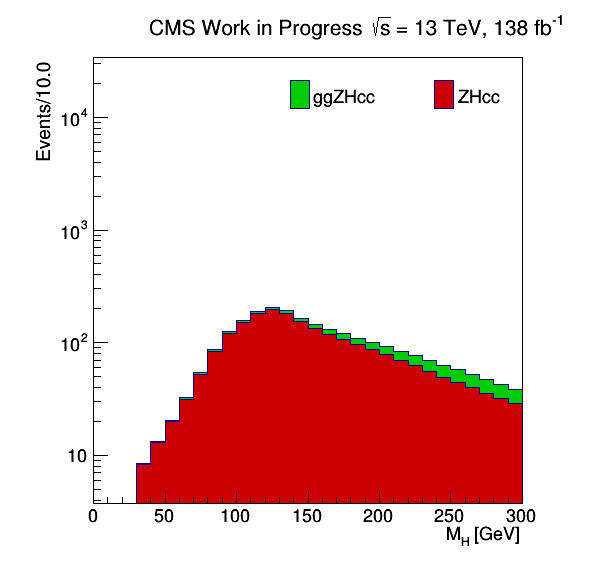 CMS Work in Progress √s = 13 TeV, 138 fb⁻¹
Events/10.0
ggZHcc
ZHcc
10⁴
10³
10²
10
0 50 100 150 200 250 300
M_H [GeV]